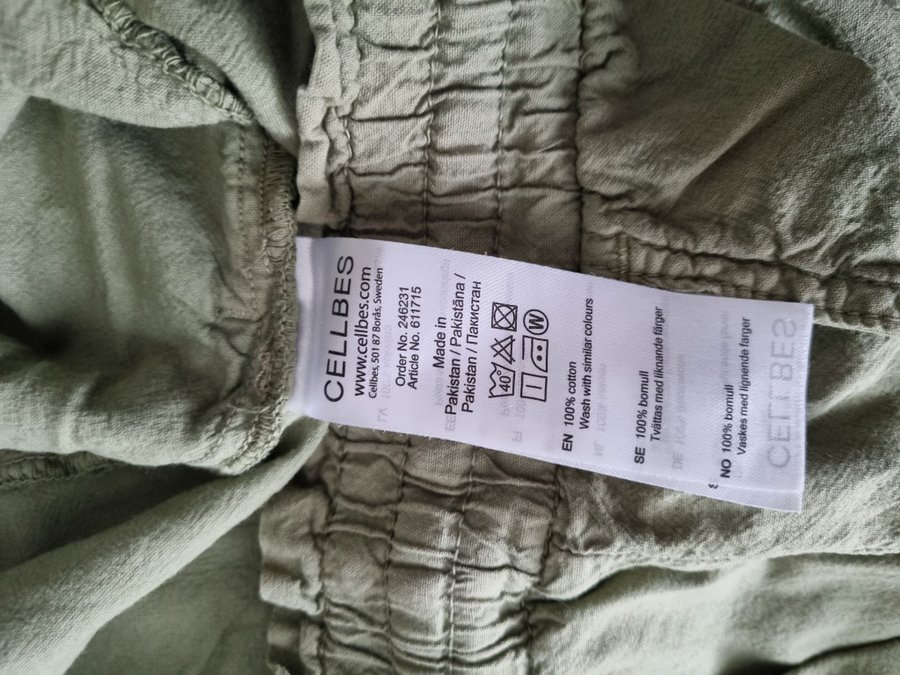 CELLBES
www.cellbes.com
Cellbes, 501 87 Borås, Sweden
Order No. 246231
Article No. 611715
Made in
Pakistan / Pakistāna /
Pakistan / Пакистан
40°
W
EN 100% cotton
Wash with similar colours
SE 100% bomull
Tvättas med liknande färger
NO 100% bomull
Vaskes med lignende farger